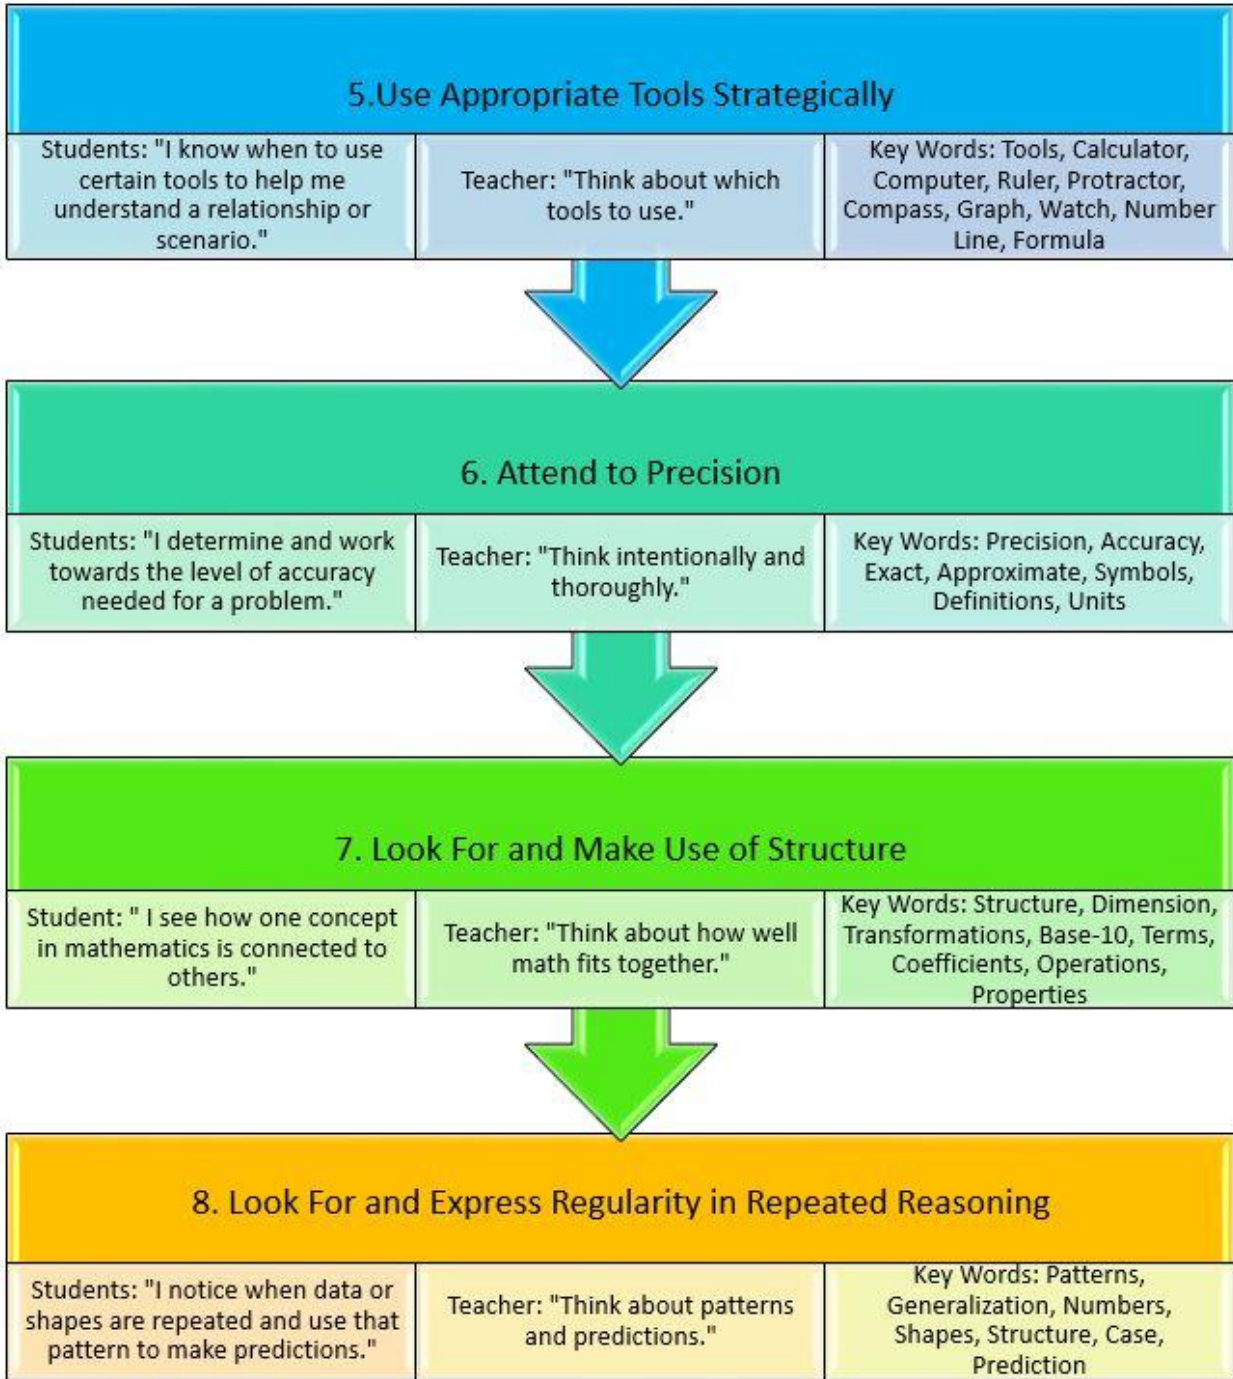 5.Use Appropriate Tools Strategically
Students: "I know when to use
certain tools to help me
understand a relationship or
scenario."
Teacher: "Think about which
tools to use."
Key Words: Tools, Calculator,
Computer, Ruler, Protractor,
Compass, Graph, Watch, Number
Line, Formula
6. Attend to Precision
Students: "I determine and work
towards the level of accuracy
needed for a problem."
Teacher: "Think intentionally and
thoroughly."
Key Words: Precision, Accuracy,
Exact, Approximate, Symbols,
Definitions, Units
7. Look For and Make Use of Structure
Student: " I see how one concept
in mathematics is connected to
others."
Teacher: "Think about how well
math fits together."
Key Words: Structure, Dimension,
Transformations, Base-10, Terms,
Coefficients, Operations,
Properties
8. Look For and Express Regularity in Repeated Reasoning
Students: "I notice when data or
shapes are repeated and use that
pattern to make predictions."
Teacher: "Think about patterns
and predictions."
Key Words: Patterns,
Generalization, Numbers,
Shapes, Structure, Case,
Prediction